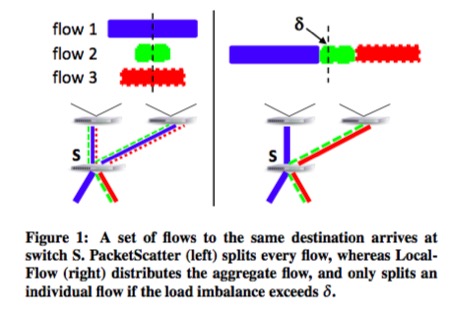 flow 1
flow 2
flow 3
δ
S
S
Figure 1: A set of flows to the same destination arrives at
switch S. PacketScatter (left) splits every flow, whereas Local-
Flow (right) distributes the aggregate flow, and only splits an
individual flow if the load imbalance exceeds δ.